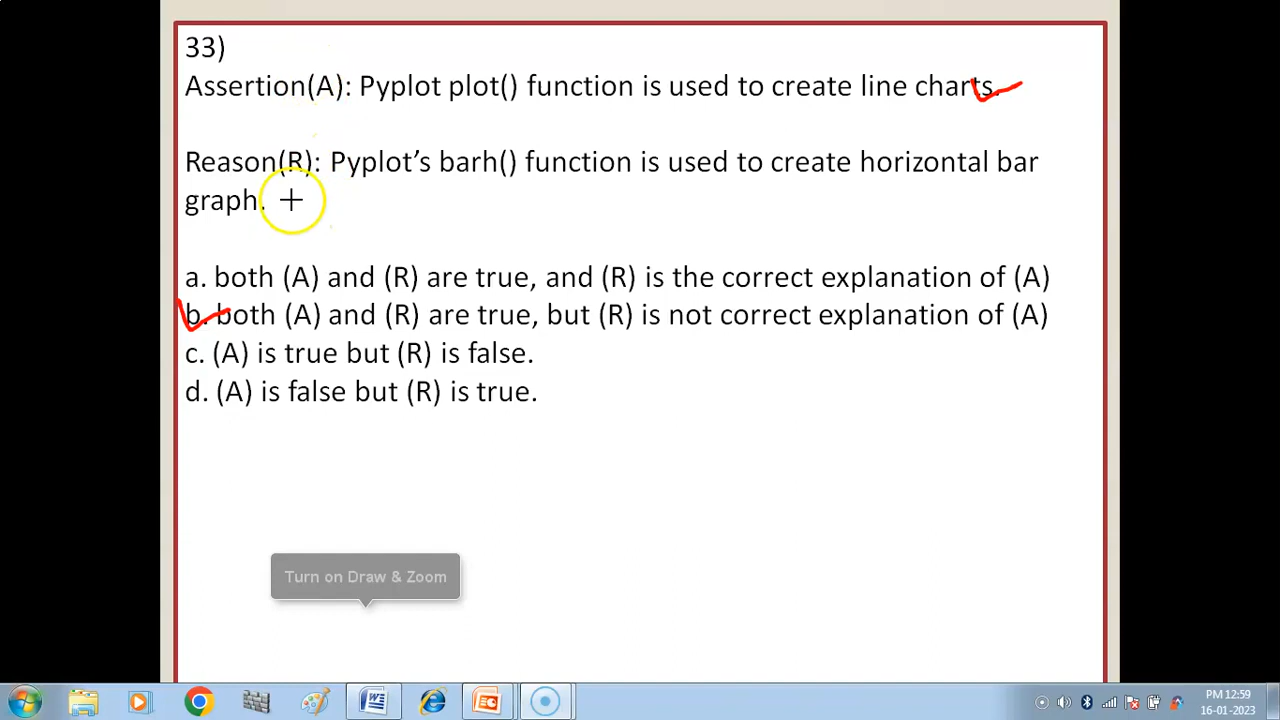 33)
Assertion(A): Pyplot plot() function is used to create line charts.
Reason(R): Pyplot’s barh() function is used to create horizontal bar
graph.
a. both (A) and (R) are true, and (R) is the correct explanation of (A)
b. both (A) and (R) are true, but (R) is not correct explanation of (A)
c. (A) is true but (R) is false.
d. (A) is false but (R) is true.
Turn on Draw & Zoom
PM 12:59
16-01-2023